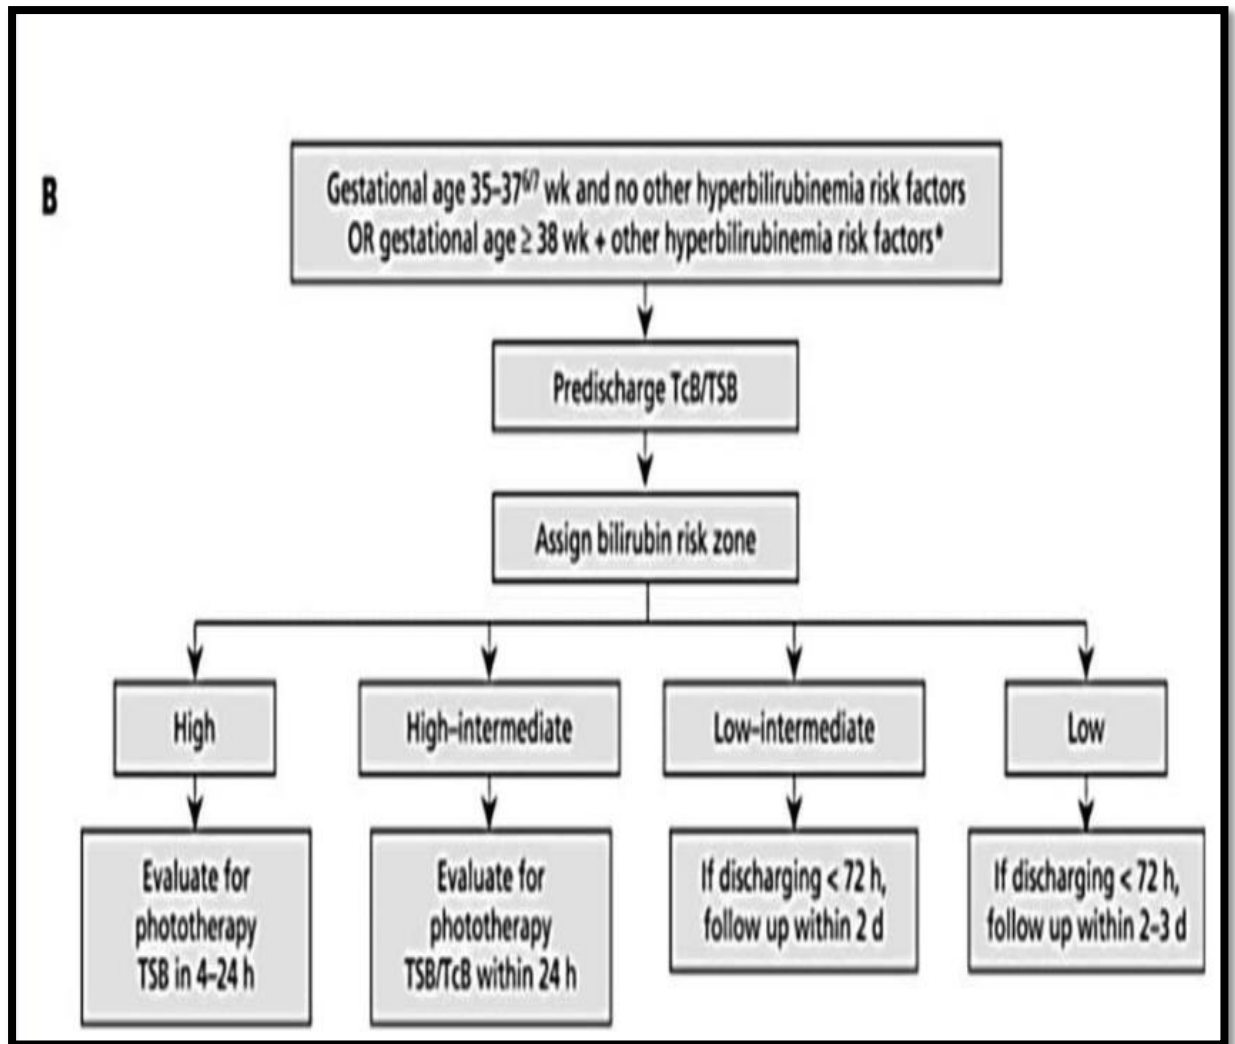 B
Gestational age 35–37⁶/⁷ wk and no other hyperbilirubinemia risk factors
OR gestational age ≥ 38 wk + other hyperbilirubinemia risk factors*
Predischarge TcB/TSB
Assign bilirubin risk zone
High
High–intermediate
Low–intermediate
Low
Evaluate for
phototherapy
TSB in 4–24 h
Evaluate for
phototherapy
TSB/TcB within 24 h
If discharging < 72 h,
follow up within 2 d
If discharging < 72 h,
follow up within 2–3 d